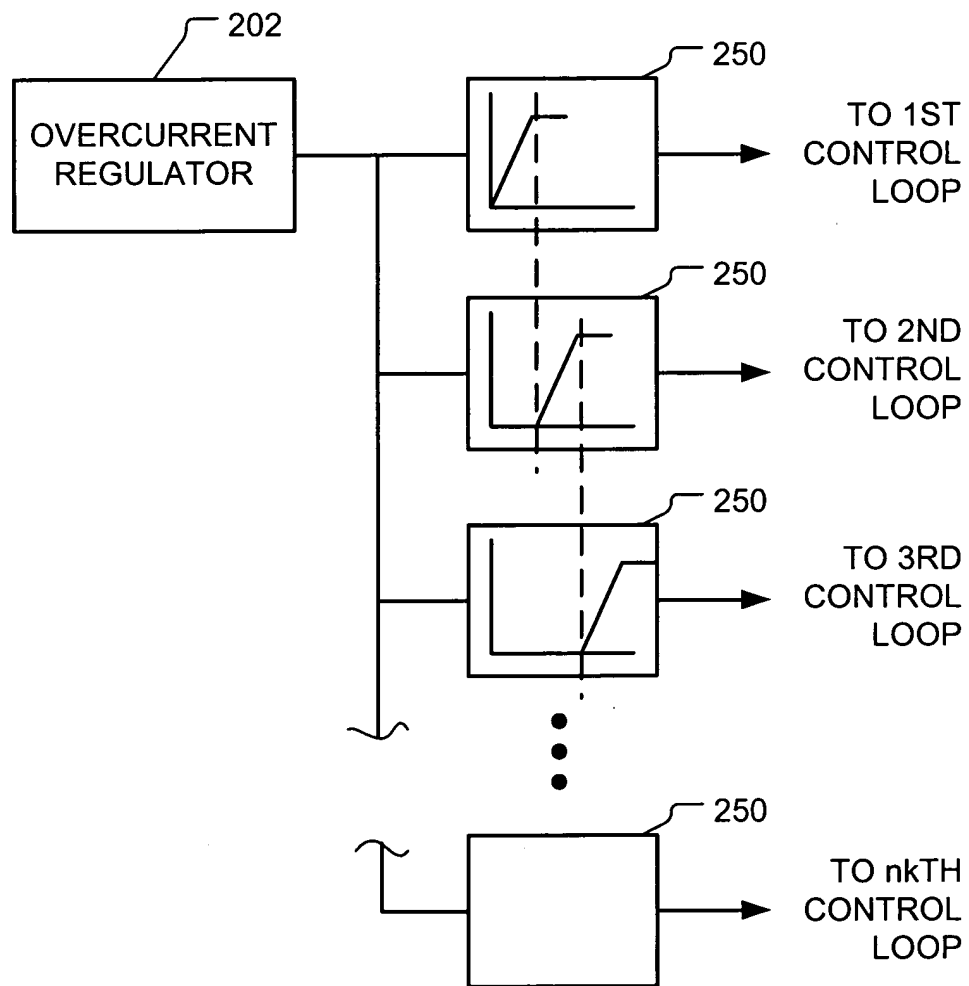 202
OVERCURRENT
REGULATOR
250
TO 1ST
CONTROL
LOOP
250
TO 2ND
CONTROL
LOOP
250
TO 3RD
CONTROL
LOOP
250
TO nkTH
CONTROL
LOOP